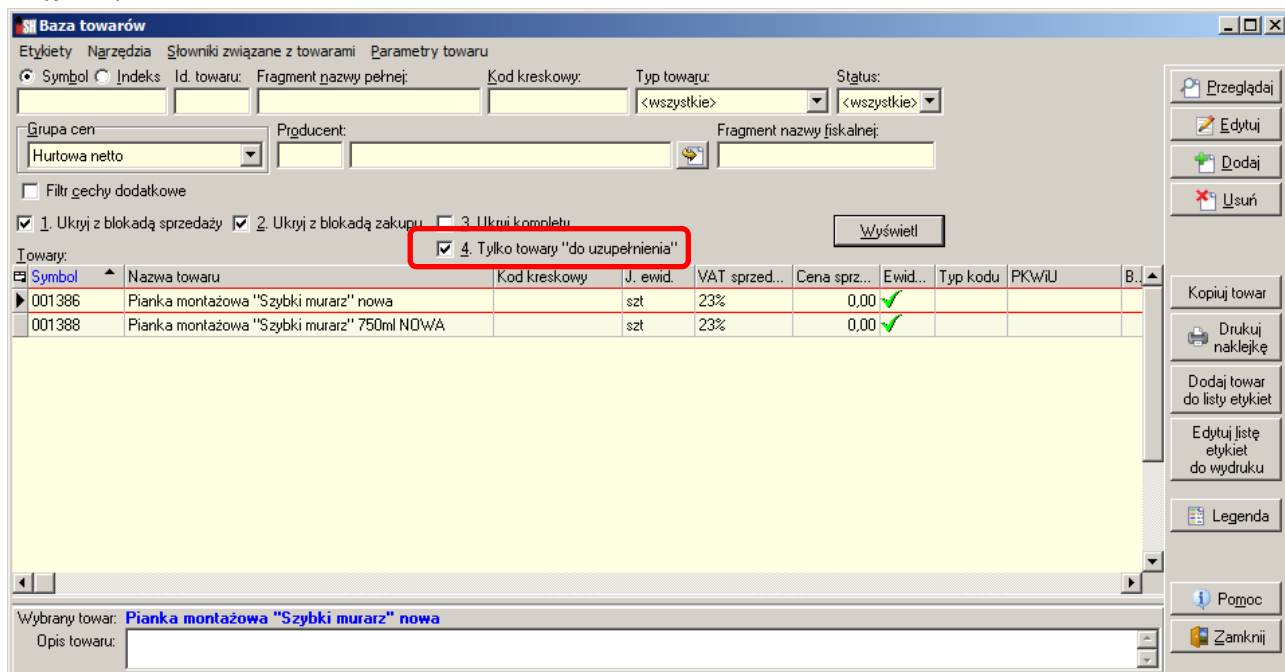 SH Baza towarów
Etykiety Narzędzia Słowniki związane z towarami Parametry towaru
Symbol Indeks Id. towaru: Fragment nazwy pełnej: Kod kreskowy: Typ towaru: Status:
<wszystkie> <wszystkie>
Grupa cen Producent: Fragment nazwy fiskalnej:
Hurtowa netto
Filtr cechy dodatkowe
1. Ukryj z blokadą sprzedaży 2. Ukryj z blokadą zakupu 3. Ukryj komplety
4. Tylko towary "do uzupełnienia"
Wyświetl
Towary:
Symbol Nazwa towaru Kod kreskowy J. ewid. VAT sprzed... Cena sprz... Ewid... Typ kodu PKWiU B...
001386 Pianka montażowa "Szybki murarz" nowa szt 23% 0,00
001388 Pianka montażowa "Szybki murarz" 750ml NOWA szt 23% 0,00
Wybrany towar: Pianka montażowa "Szybki murarz" nowa
Opis towaru:
Przeglądaj
Edytuj
Dodaj
Usuń
Kopiuj towar
Drukuj
naklejkę
Dodaj towar
do listy etykiet
Edytuj listę
etykiet
do wydruku
Legenda
Pomoc
Zamknij